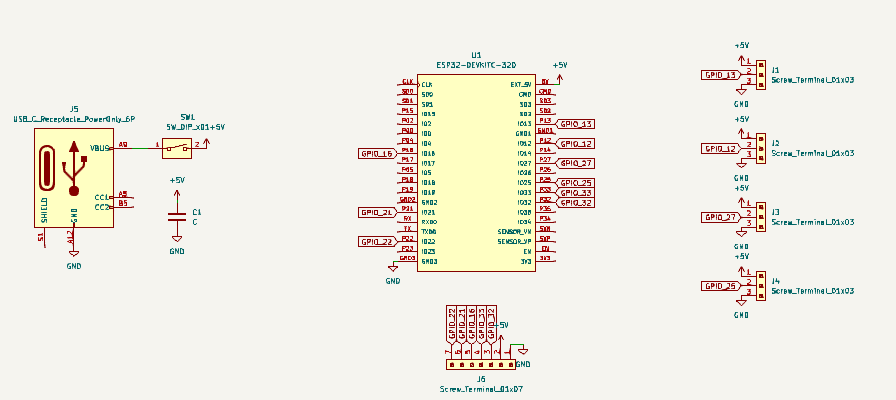 J5
USB_C_Receptacle_PowerOnly_6P
VBUS
A9
CC1
A5
CC2
B5
SHIELD
GND
S1
A12
GND
SW1
SW_DIP_x01
+5V
1
2
+5V
C1
C
GND
U1
ESP32-DEVKITC-32D
+5V
CLK
CLK
EXT_5V
5V
SD0
SD0
SD1
SD1
P15
IO15
P02
IO2
P04
IO4
GPIO_16
P16
IO16
P17
IO17
IO5
P18
IO18
P19
IO19
GND2
GND2
GPIO_21
P21
IO21
RX
RXD0
TX
TXD0
GPIO_22
P22
IO22
P23
IO23
GND3
GND3
GND
CMD
CMD
SD3
SD3
SD2
SD2
IO13
P13
GPIO_13
GND1
GND1
IO12
P12
GPIO_12
IO14
P14
IO27
P27
GPIO_27
IO26
P26
IO25
P25
GPIO_25
IO33
P33
GPIO_33
IO32
P32
GPIO_32
IO35
P35
IO34
P34
SENSOR_VN
SVN
SENSOR_VP
SVP
EN
EN
3V3
3V3
GPIO_22
GPIO_21
GPIO_16
GPIO_33
GPIO_32
+5V
7
6
5
4
3
2
1
GND
J6
Screw_Terminal_01x07
+5V
GPIO_13
1
2
3
GND
J1
Screw_Terminal_01x03
+5V
GPIO_12
1
2
3
GND
J2
Screw_Terminal_01x03
+5V
GPIO_27
1
2
3
GND
J3
Screw_Terminal_01x03
+5V
1
2
3
GND
J4
Screw_Terminal_01x03